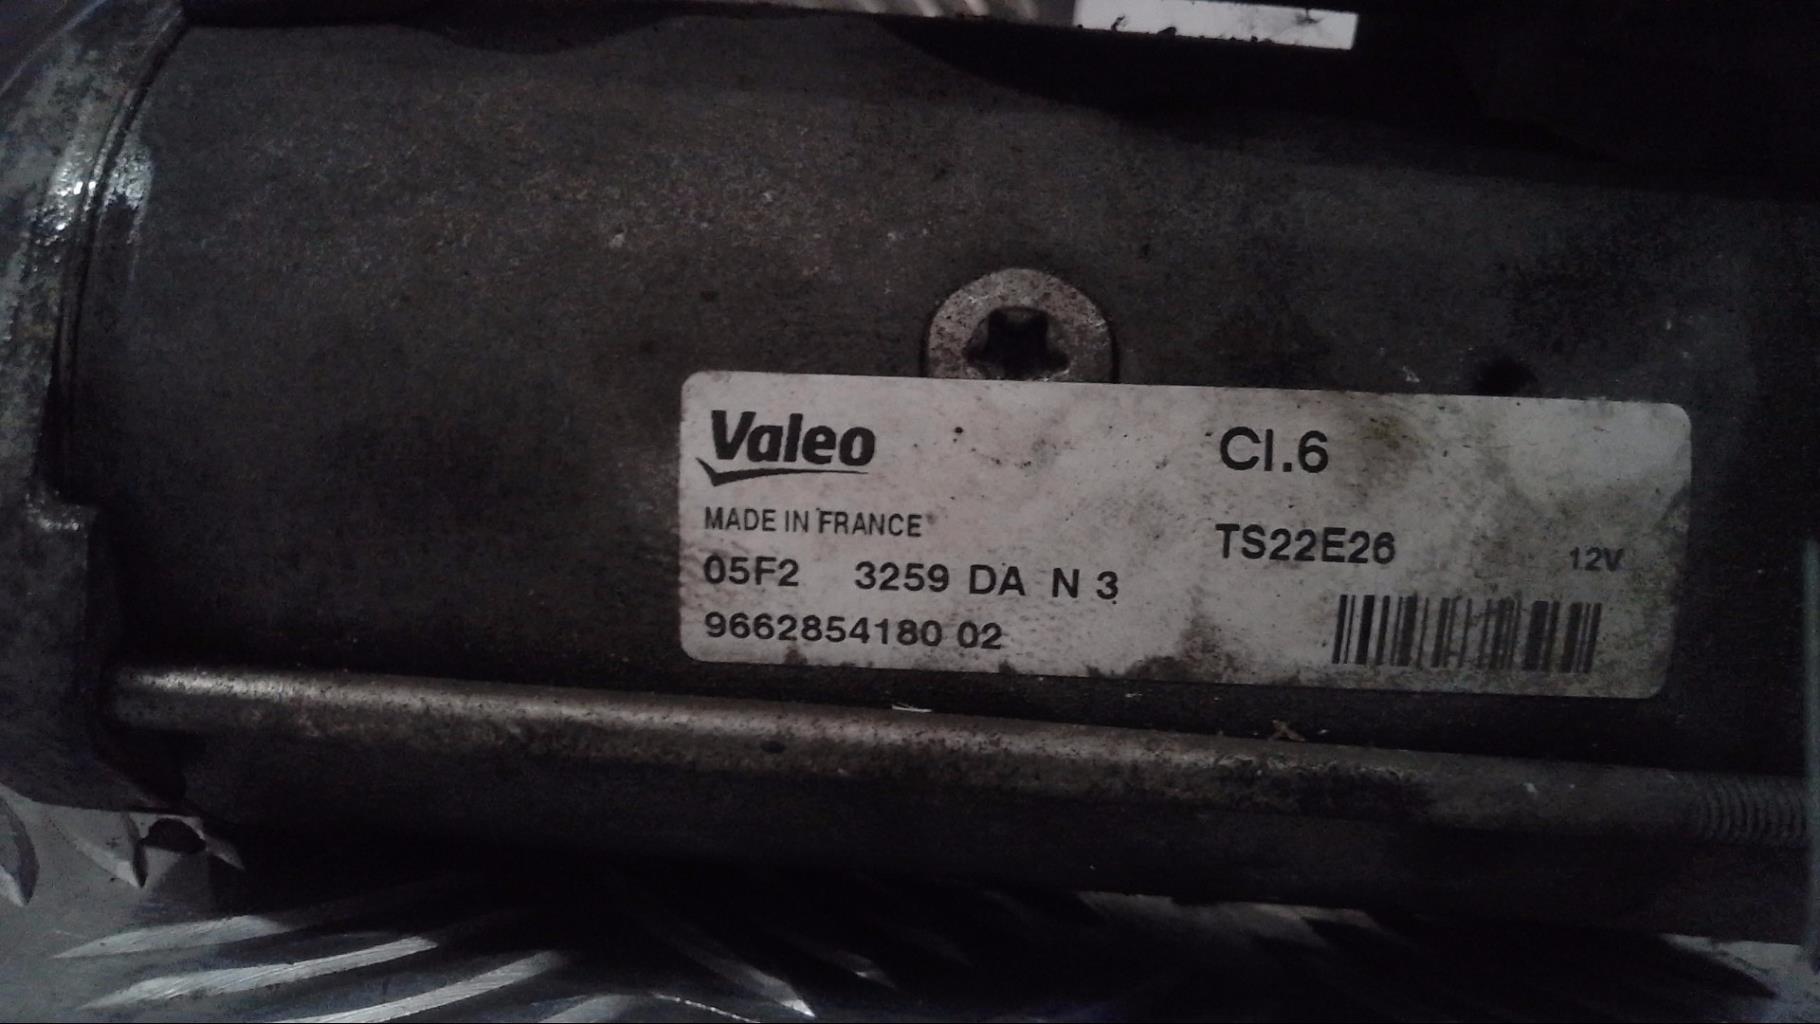 Valeo
Cl.6
MADE IN FRANCE
TS22E26 12V
05F2 3259 DA N 3
9662854180 02